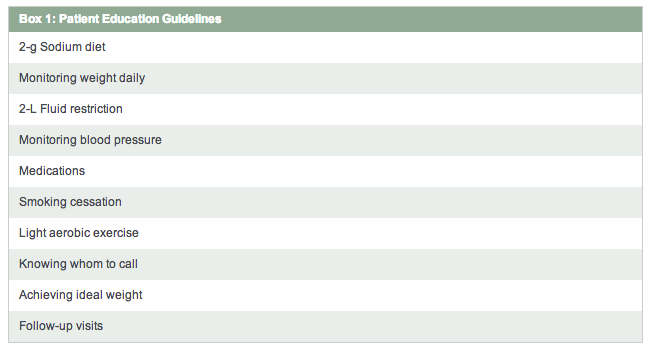 Box 1: Patient Education Guidelines
2-g Sodium diet
Monitoring weight daily
2-L Fluid restriction
Monitoring blood pressure
Medications
Smoking cessation
Light aerobic exercise
Knowing whom to call
Achieving ideal weight
Follow-up visits